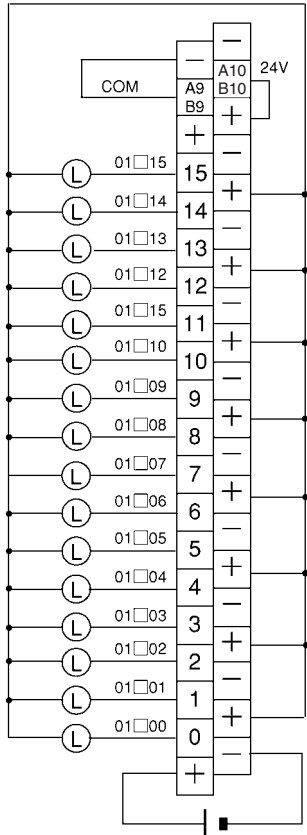 −
− A10 24V
COM A9 B10
B9 +
+ −
L 01□15 15 +
L 01□14 14 −
L 01□13 13 +
L 01□12 12 −
L 01□15 11 +
L 01□10 10 −
L 01□09 9 +
L 01□08 8 −
L 01□07 7 +
L 01□06 6 −
L 01□05 5 +
L 01□04 4 −
L 01□03 3 +
L 01□02 2 −
L 01□01 1 +
L 01□00 0 −
+